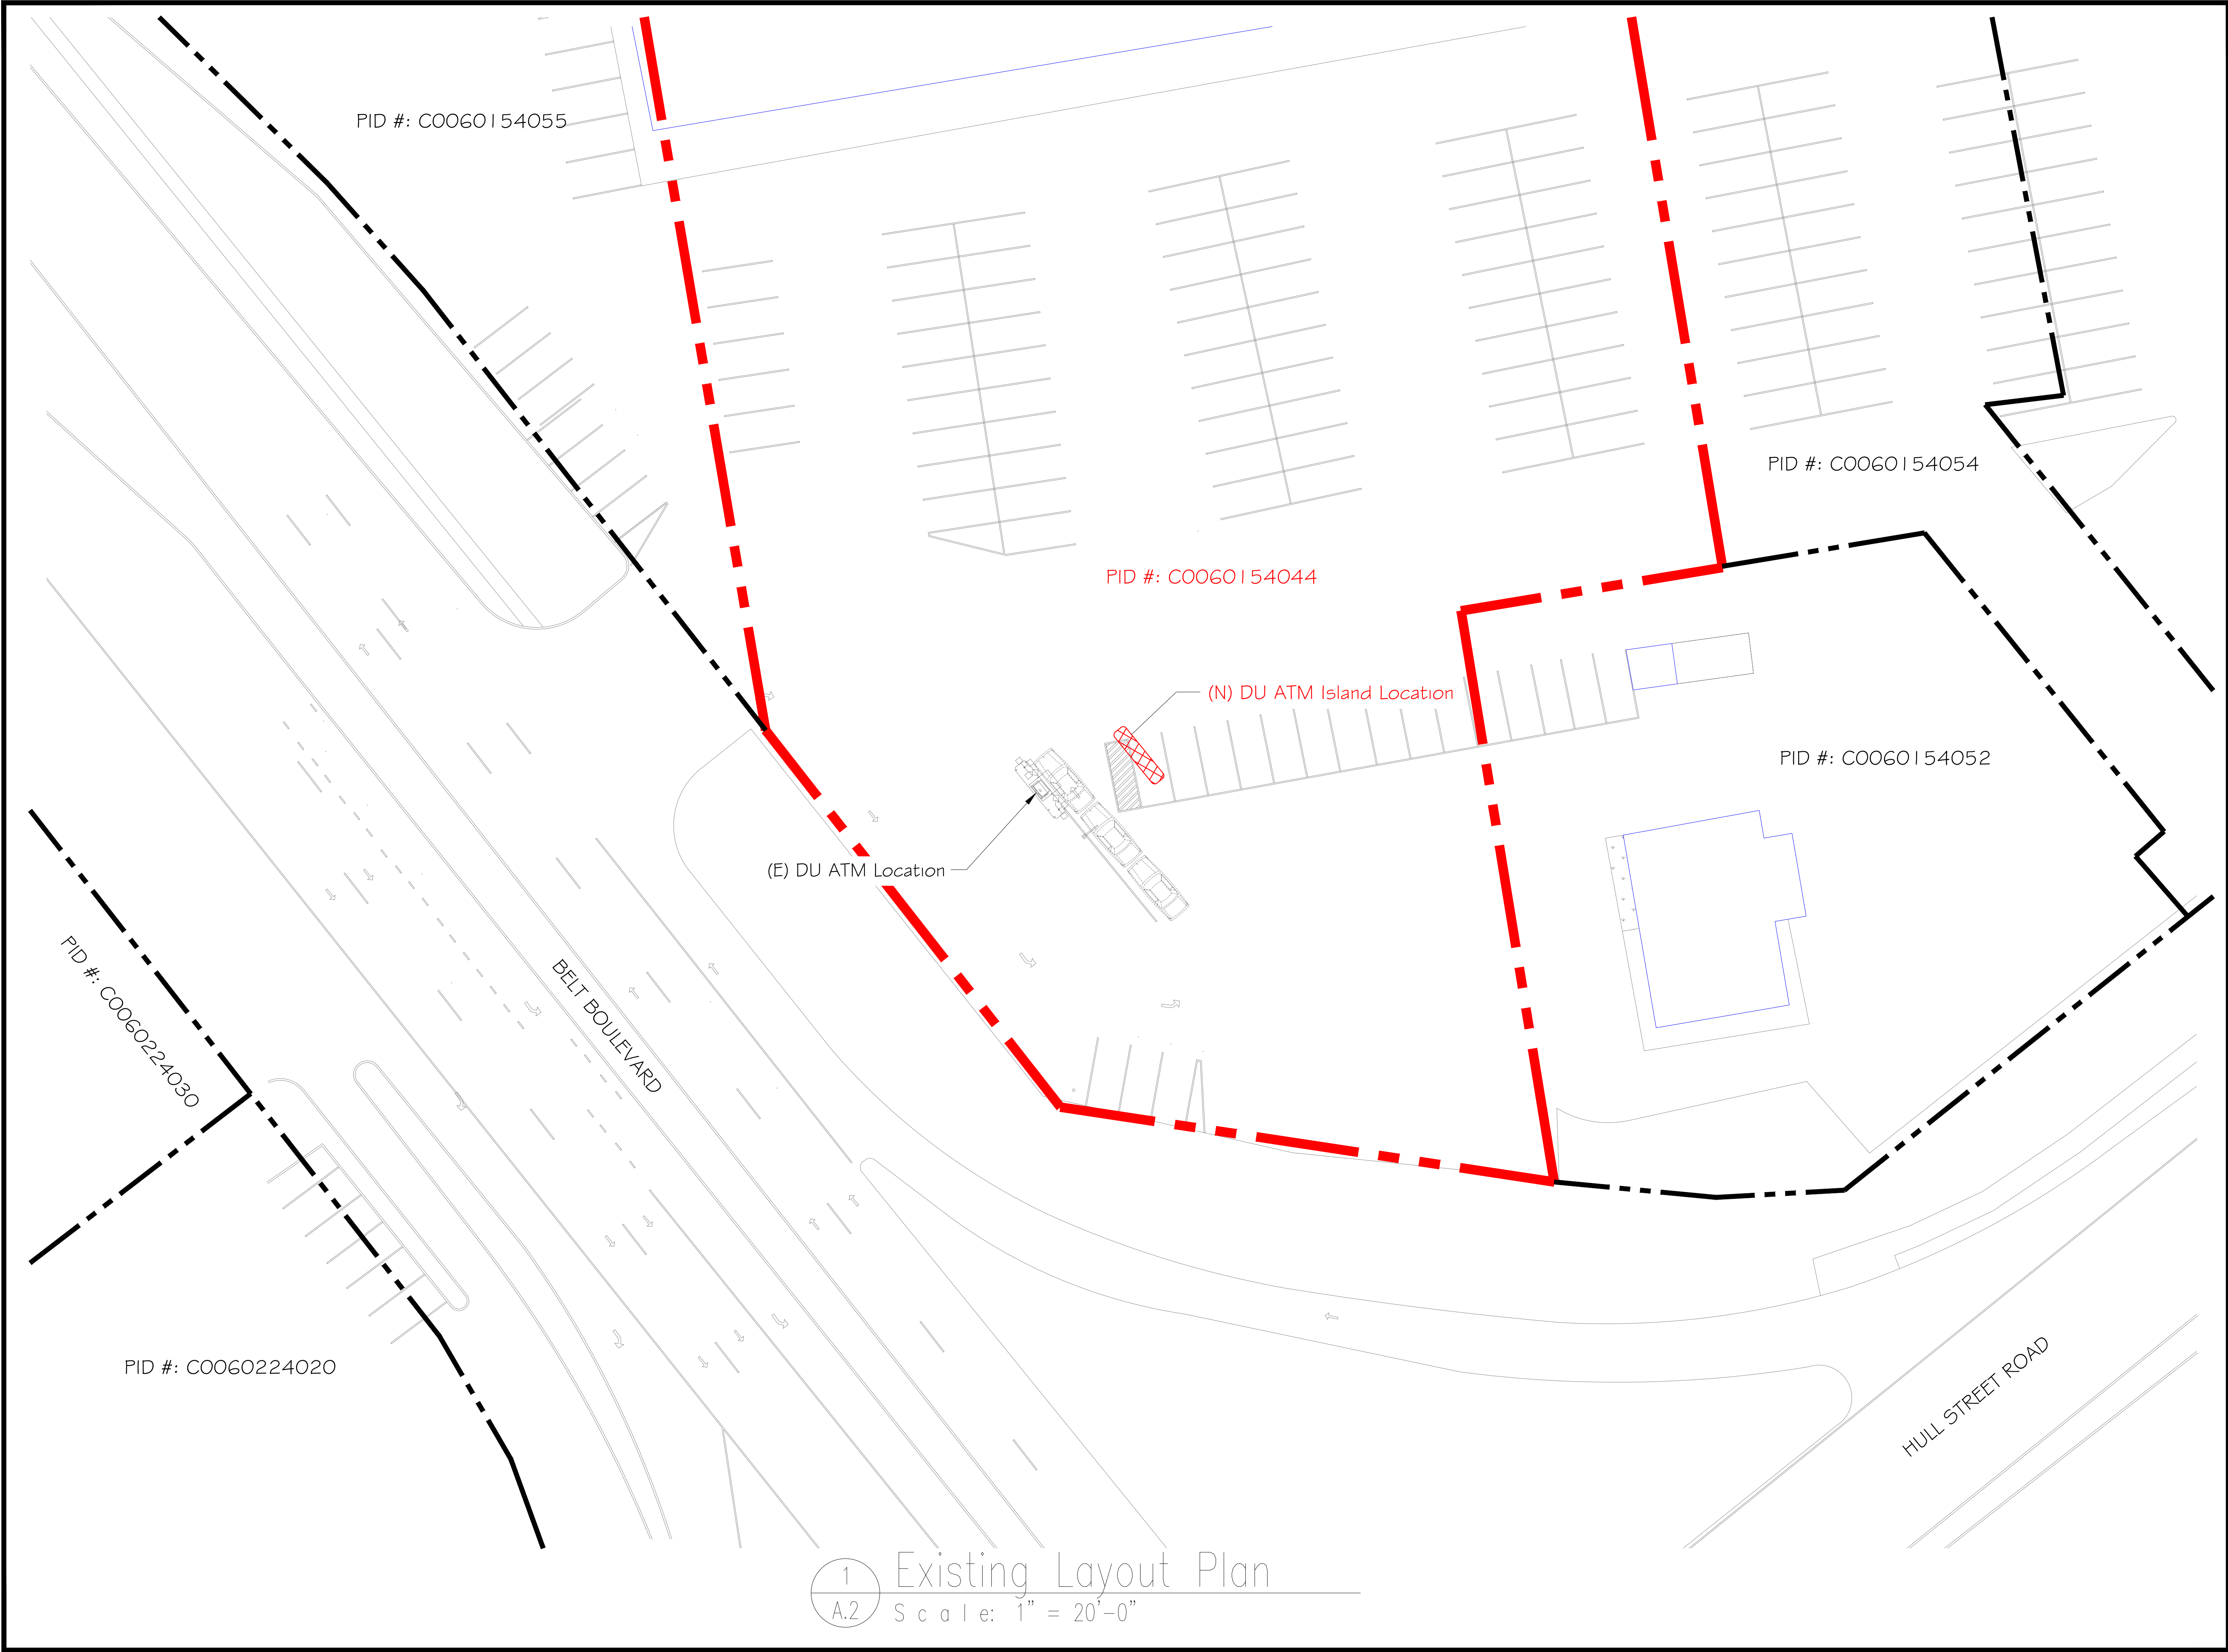 PID #: C0060154055
PID #: C0060154054
PID #: C0060154044
(N) DU ATM Island Location
PID #: C0060154052
(E) DU ATM Location
PID #: C0060224030
BELT BOULEVARD
PID #: C0060224020
HULL STREET ROAD
1
A.2
Existing Layout Plan
Scale: 1" = 20'-0"